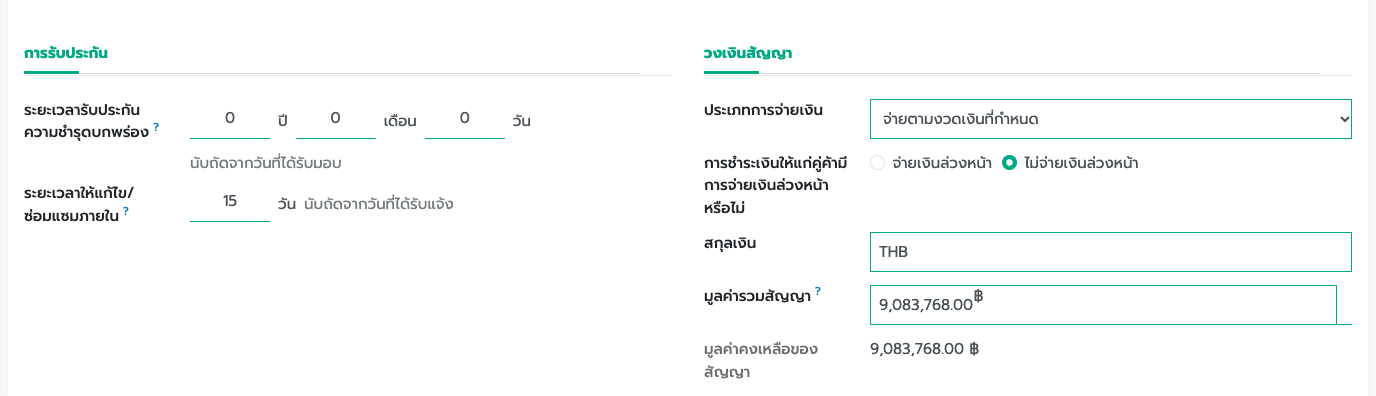 การรับประกัน
ระยะเวลารับประกัน
ความชำรุดบกพร่อง ?
0 ปี 0 เดือน 0 วัน
นับถัดจากวันที่ได้รับมอบ
ระยะเวลาให้แก้ไข/
ซ่อมแซมภายใน ?
15 วัน นับถัดจากวันที่ได้รับแจ้ง
วงเงินสัญญา
ประเภทการจ่ายเงิน
จ่ายตามงวดเงินที่กำหนด
การชำระเงินให้แก่คู่ค้ามี
การจ่ายเงินล่วงหน้า
หรือไม่
จ่ายเงินล่วงหน้า ไม่จ่ายเงินล่วงหน้า
สกุลเงิน
THB
มูลค่ารวมสัญญา ?
9,083,768.00฿
มูลค่าคงเหลือของ
สัญญา
9,083,768.00 ฿